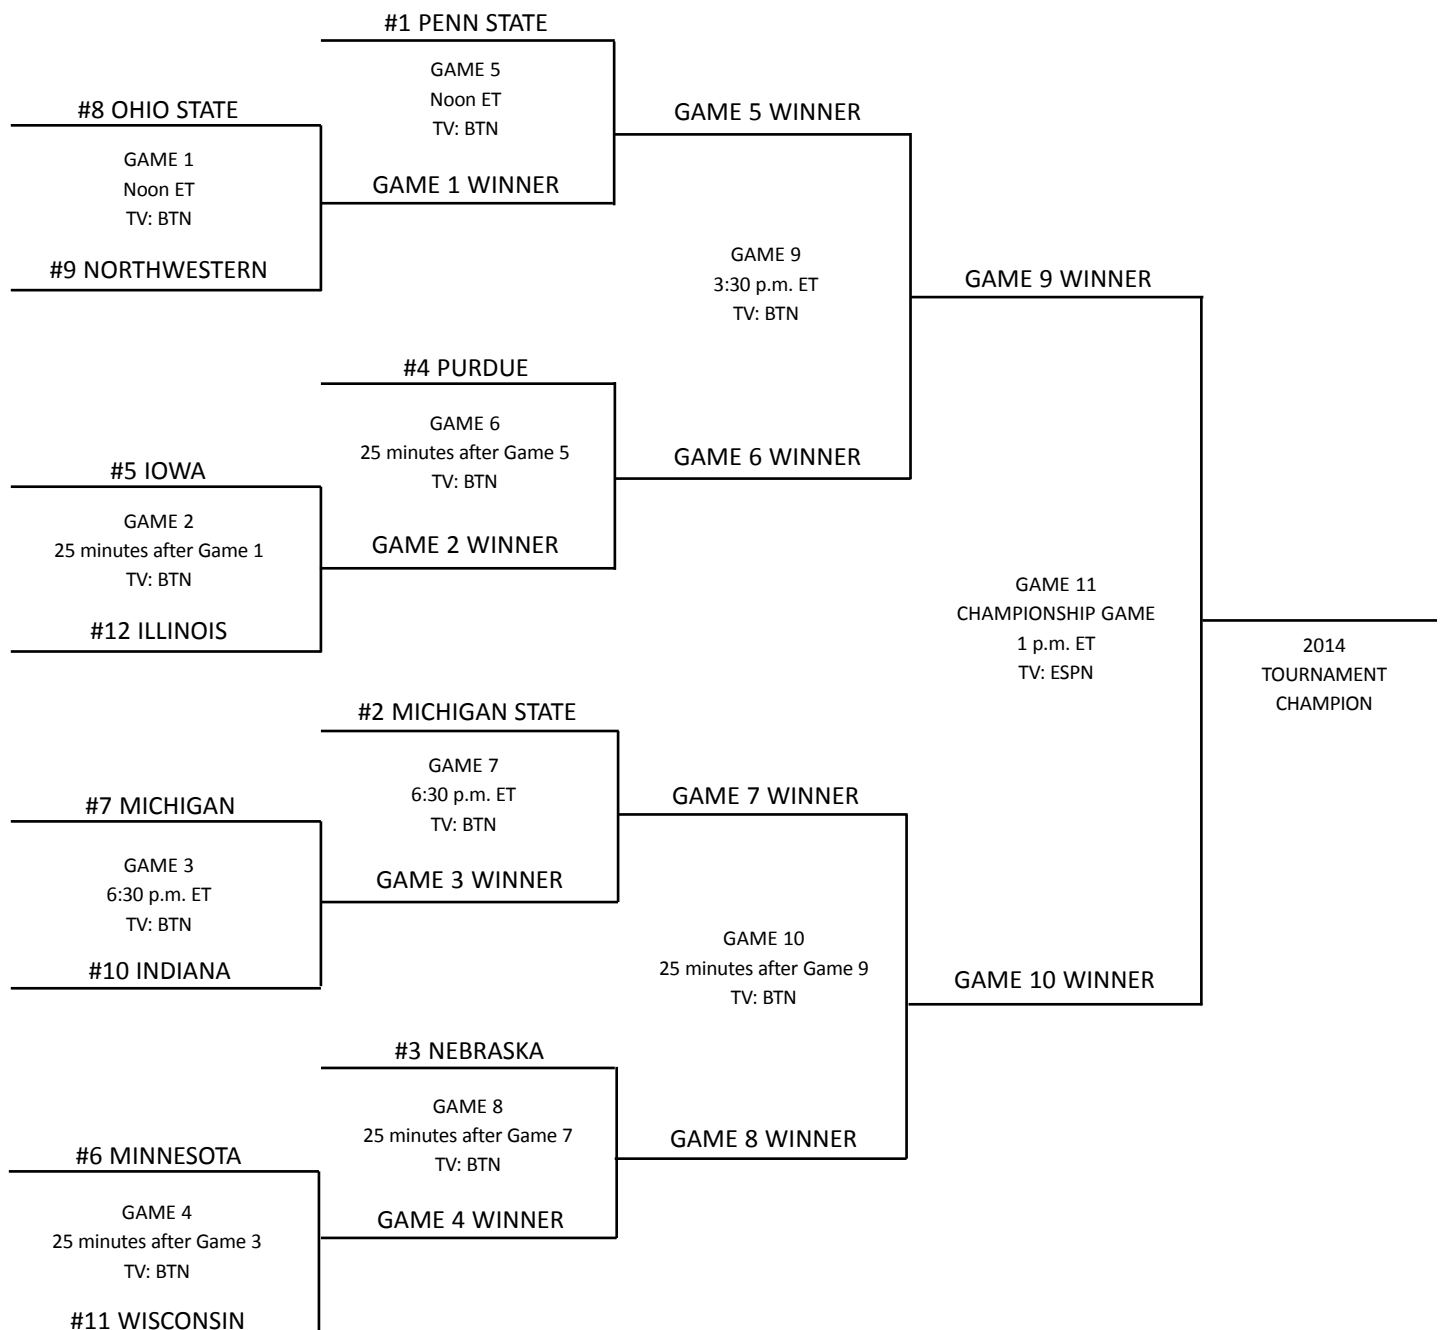 #1 PENN STATE
GAME 5
Noon ET
TV: BTN
#8 OHIO STATE
GAME 1
Noon ET
TV: BTN
#9 NORTHWESTERN
GAME 1 WINNER
GAME 5 WINNER
GAME 9
3:30 p.m. ET
TV: BTN
GAME 9 WINNER
#4 PURDUE
GAME 6
25 minutes after Game 5
TV: BTN
GAME 6 WINNER
#5 IOWA
GAME 2
25 minutes after Game 1
TV: BTN
#12 ILLINOIS
GAME 2 WINNER
GAME 11
CHAMPIONSHIP GAME
1 p.m. ET
TV: ESPN
2014
TOURNAMENT
CHAMPION
#2 MICHIGAN STATE
GAME 7
6:30 p.m. ET
TV: BTN
GAME 7 WINNER
#7 MICHIGAN
GAME 3
6:30 p.m. ET
TV: BTN
#10 INDIANA
GAME 3 WINNER
GAME 10
25 minutes after Game 9
TV: BTN
GAME 10 WINNER
#3 NEBRASKA
GAME 8
25 minutes after Game 7
TV: BTN
GAME 8 WINNER
#6 MINNESOTA
GAME 4
25 minutes after Game 3
TV: BTN
#11 WISCONSIN
GAME 4 WINNER